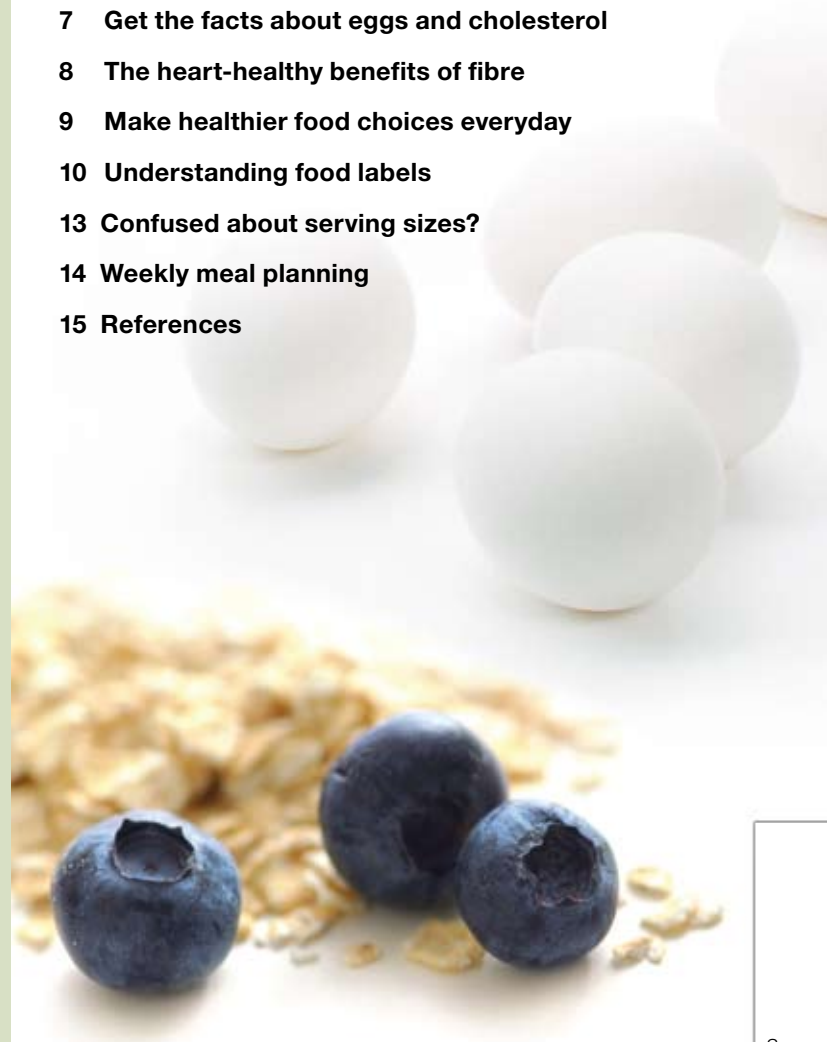 7 Get the facts about eggs and cholesterol
8 The heart-healthy benefits of fibre
9 Make healthier food choices everyday
10 Understanding food labels
13 Confused about serving sizes?
14 Weekly meal planning
15 References